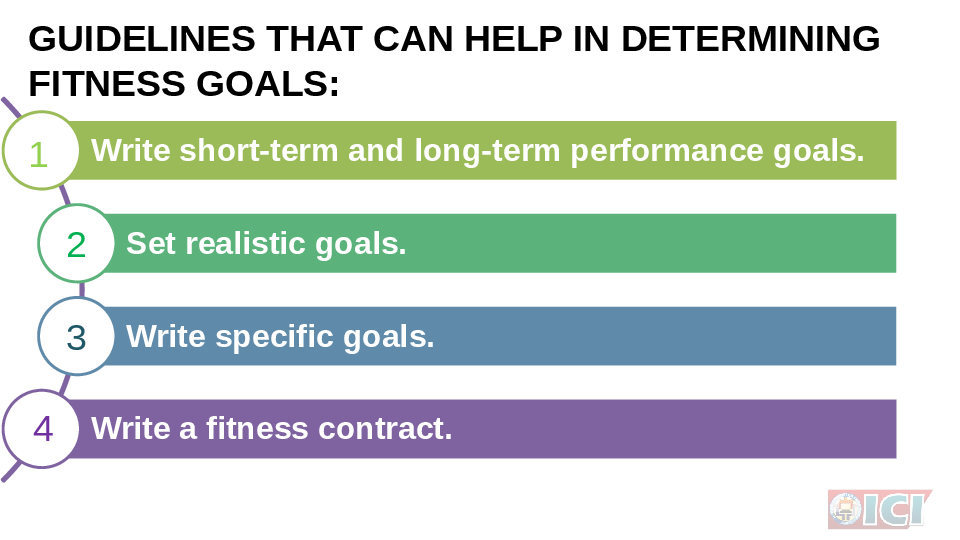 GUIDELINES THAT CAN HELP IN DETERMINING
FITNESS GOALS:
1 Write short-term and long-term performance goals.
2 Set realistic goals.
3 Write specific goals.
4 Write a fitness contract.
ICI